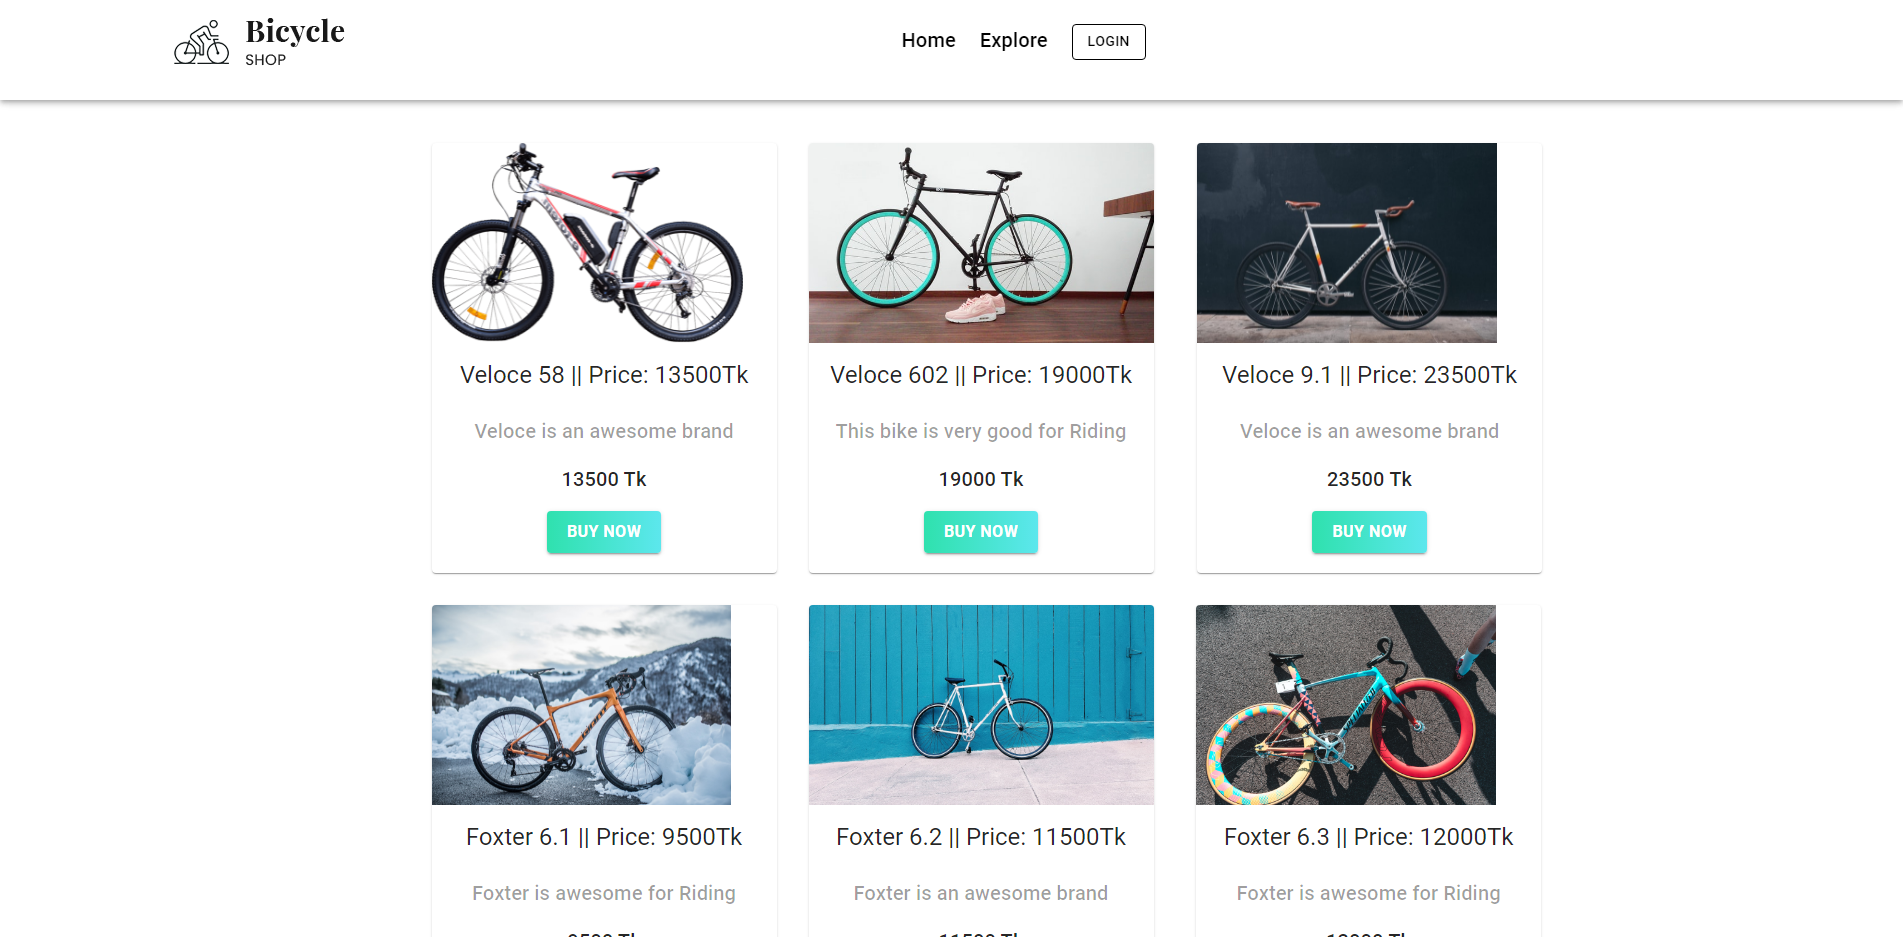 Bicycle
SHOP
Home Explore LOGIN
Veloce 58 || Price: 13500Tk
Veloce is an awesome brand
13500 Tk
BUY NOW
Veloce 602 || Price: 19000Tk
This bike is very good for Riding
19000 Tk
BUY NOW
Veloce 9.1 || Price: 23500Tk
Veloce is an awesome brand
23500 Tk
BUY NOW
Foxter 6.1 || Price: 9500Tk
Foxter is awesome for Riding
Foxter 6.2 || Price: 11500Tk
Foxter is an awesome brand
Foxter 6.3 || Price: 12000Tk
Foxter is awesome for Riding